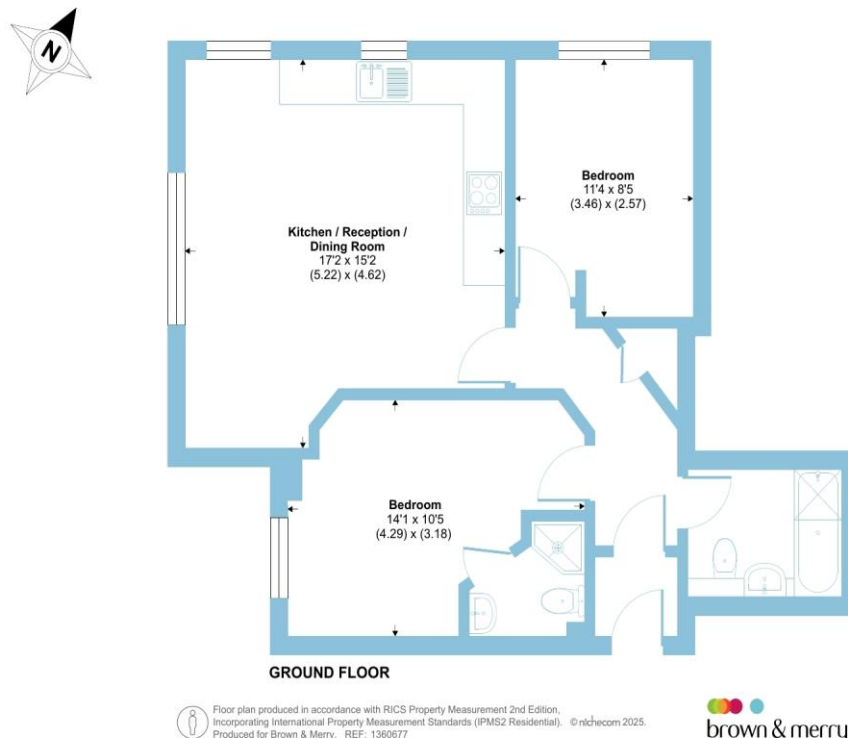 N
Bedroom
11'4 x 8'5
(3.46) x (2.57)
Kitchen / Reception /
Dining Room
17'2 x 15'2
(5.22) x (4.62)
Bedroom
14'1 x 10'5
(4.29) x (3.18)
GROUND FLOOR
Floor plan produced in accordance with RICS Property Measurement 2nd Edition,
Incorporating International Property Measurement Standards (IPMS2 Residential). © nichecom 2025.
Produced for Brown & Merry. REF: 1360677
brown & merry